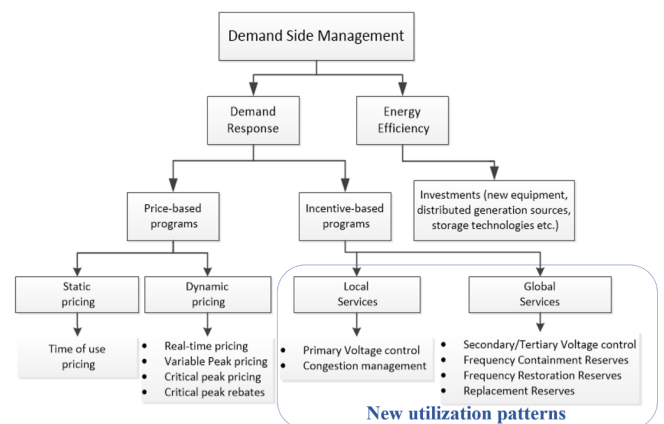 Demand Side Management
Demand
Response
Energy
Efficiency
Price-based
programs
Incentive-based
programs
Investments (new equipment,
distributed generation sources,
storage technologies etc.)
Static
pricing
Dynamic
pricing
Local
Services
Global
Services
Time of use
pricing
• Real-time pricing
• Variable Peak pricing
• Critical peak pricing
• Critical peak rebates
• Primary Voltage control
• Congestion management
• Secondary/Tertiary Voltage control
• Frequency Containment Reserves
• Frequency Restoration Reserves
• Replacement Reserves
New utilization patterns